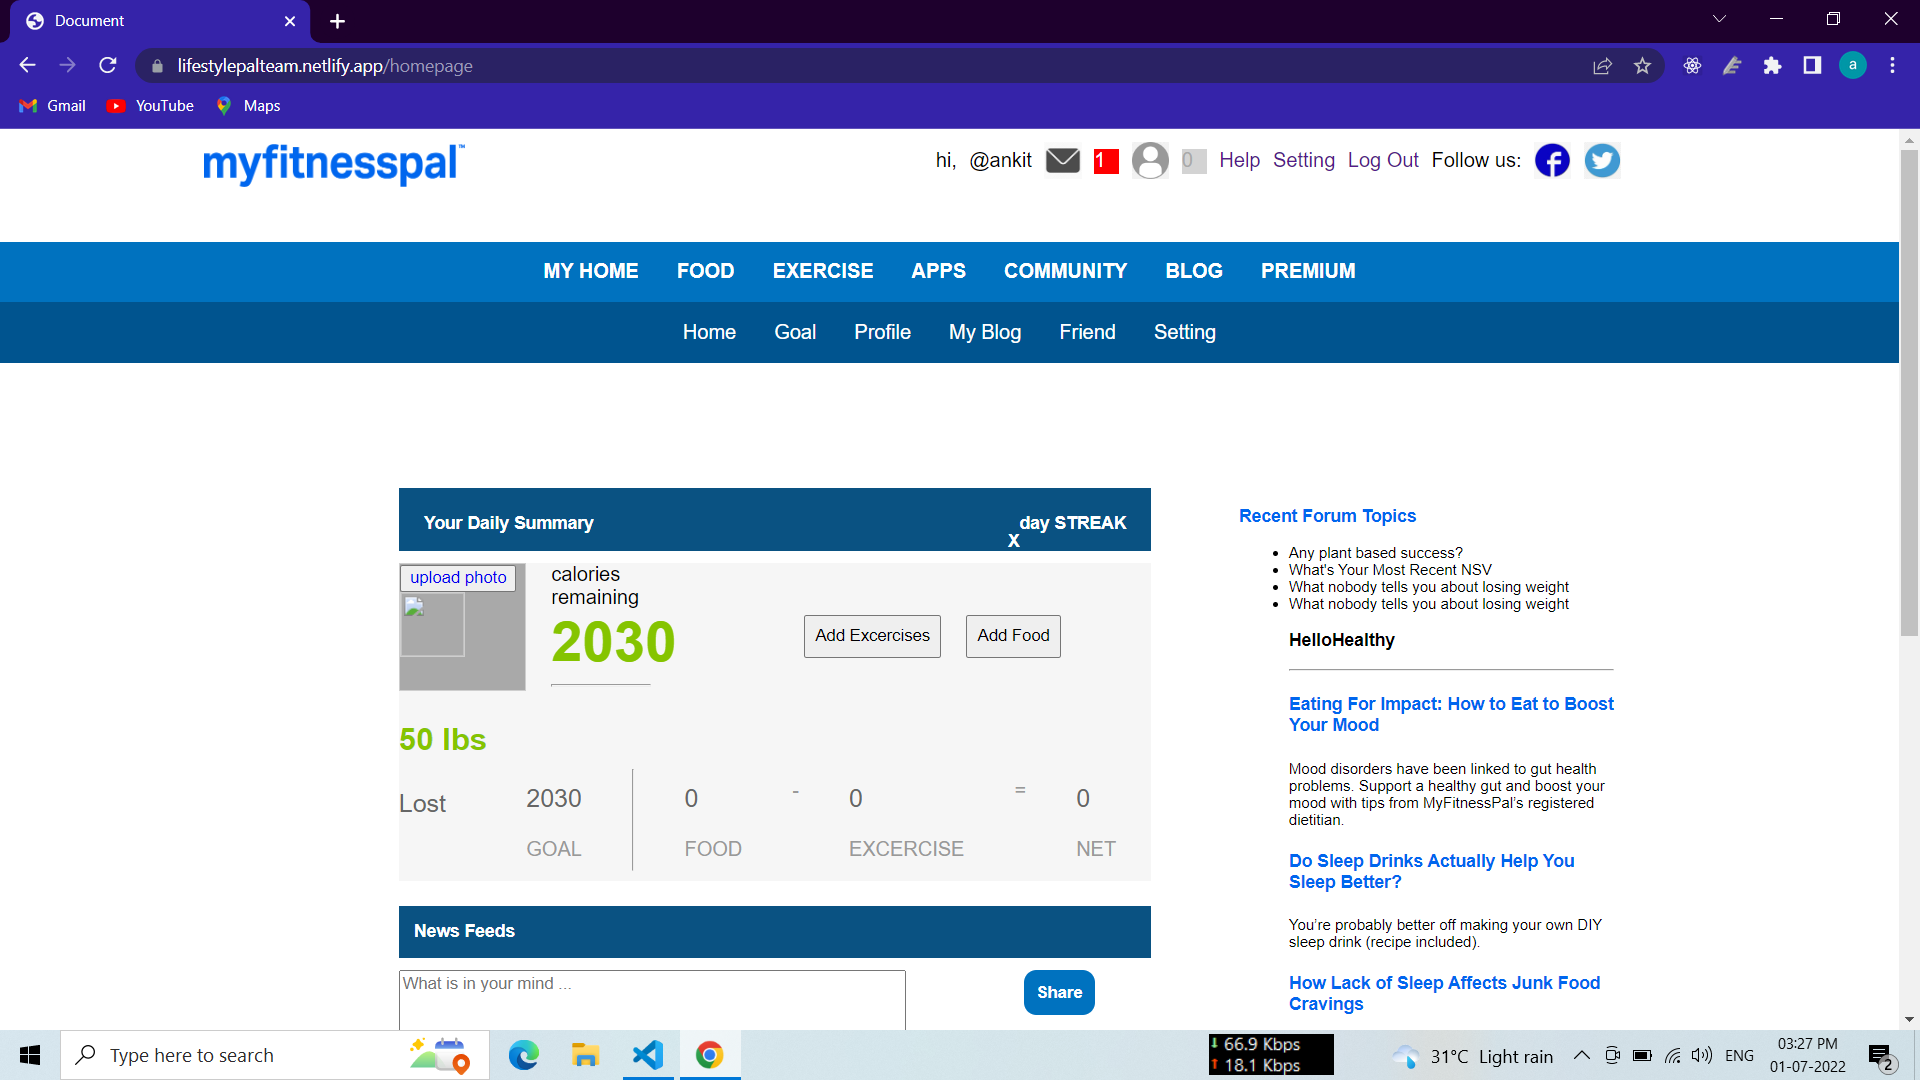 Document
lifestylepalteam.netlify.app/homepage
a
Gmail YouTube Maps
myfitnesspal™
hi, @ankit 1 0 Help Setting Log Out Follow us:
MY HOME FOOD EXERCISE APPS COMMUNITY BLOG PREMIUM
Home Goal Profile My Blog Friend Setting
Your Daily Summary
x day STREAK
upload photo
calories
remaining
2030
Add Excercises Add Food
50 lbs
Lost
2030 0 - 0 = 0
GOAL FOOD EXCERCISE NET
News Feeds
What is in your mind ...
Share
Recent Forum Topics
Any plant based success?
What's Your Most Recent NSV
What nobody tells you about losing weight
What nobody tells you about losing weight
HelloHealthy
Eating For Impact: How to Eat to Boost
Your Mood
Mood disorders have been linked to gut health
problems. Support a healthy gut and boost your
mood with tips from MyFitnessPal's registered
dietitian.
Do Sleep Drinks Actually Help You
Sleep Better?
You're probably better off making your own DIY
sleep drink (recipe included).
How Lack of Sleep Affects Junk Food
Cravings
Type here to search
66.9 Kbps
18.1 Kbps
31°C Light rain
ENG
03:27 PM
01-07-2022
2